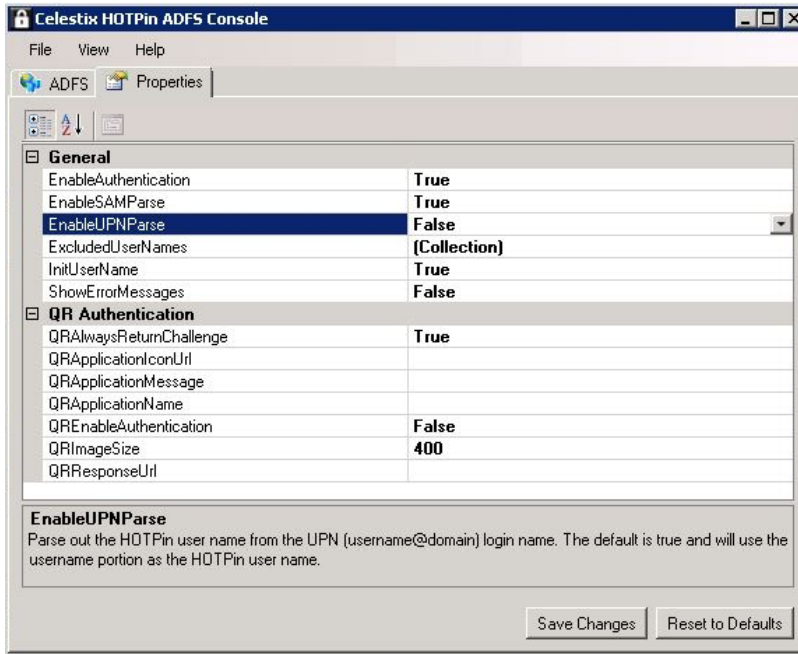 Celestix HOTPin ADFS Console
File View Help
ADFS Properties
General
EnableAuthentication True
EnableSAMParse True
EnableUPNParse False
ExcludedUserNames (Collection)
InitUserName True
ShowErrorMessages False
QR Authentication
QRAlwaysReturnChallenge True
QRApplicationIconUrl
QRApplicationMessage
QRApplicationName
QREnableAuthentication False
QRImageSize 400
QRResponseUrl
EnableUPNParse
Parse out the HOTPin user name from the UPN (username@domain) login name. The default is true and will use the
username portion as the HOTPin user name.
Save Changes Reset to Defaults